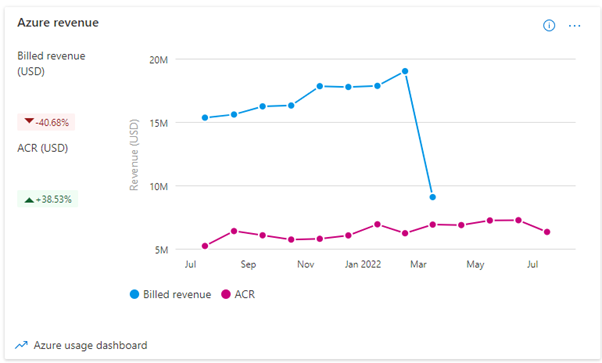 Azure revenue
Billed revenue
(USD)
-40.68%
ACR (USD)
+38.53%
Revenue (USD)
20M
15M
10M
5M
Jul Sep Nov Jan 2022 Mar May Jul
Billed revenue ACR
Azure usage dashboard